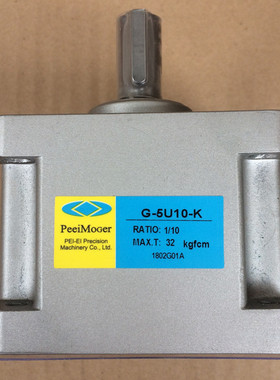 PeeiMoger
PEI-EI Precision
Machinery Co., Ltd.
G-5U10-K
RATIO: 1/10
MAX.T: 32 kgfcm
1802G01A